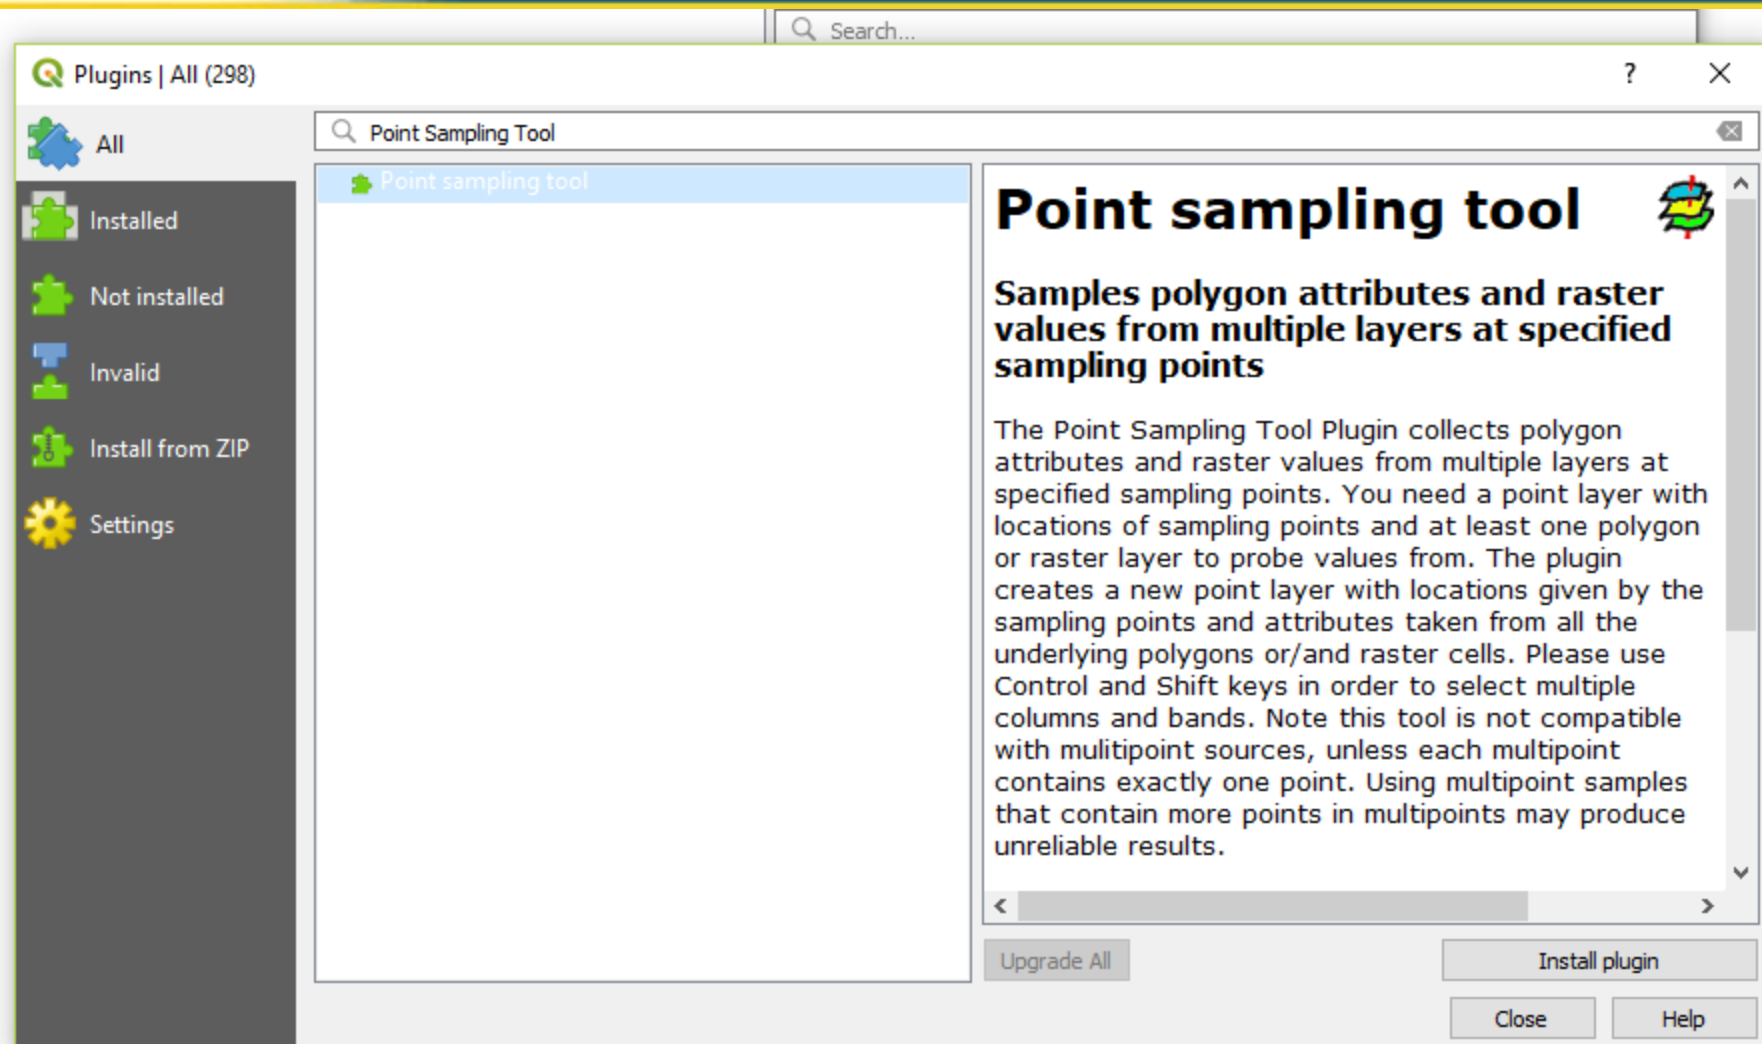 Search...
Plugins | All (298)
?
All
Point Sampling Tool
Installed
Not installed
Invalid
Install from ZIP
Settings
Point sampling tool
Point sampling tool
Samples polygon attributes and raster
values from multiple layers at specified
sampling points
The Point Sampling Tool Plugin collects polygon
attributes and raster values from multiple layers at
specified sampling points. You need a point layer with
locations of sampling points and at least one polygon
or raster layer to probe values from. The plugin
creates a new point layer with locations given by the
sampling points and attributes taken from all the
underlying polygons or/and raster cells. Please use
Control and Shift keys in order to select multiple
columns and bands. Note this tool is not compatible
with mulitipoint sources, unless each multipoint
contains exactly one point. Using multipoint samples
that contain more points in multipoints may produce
unreliable results.
Upgrade All
Install plugin
Close
Help